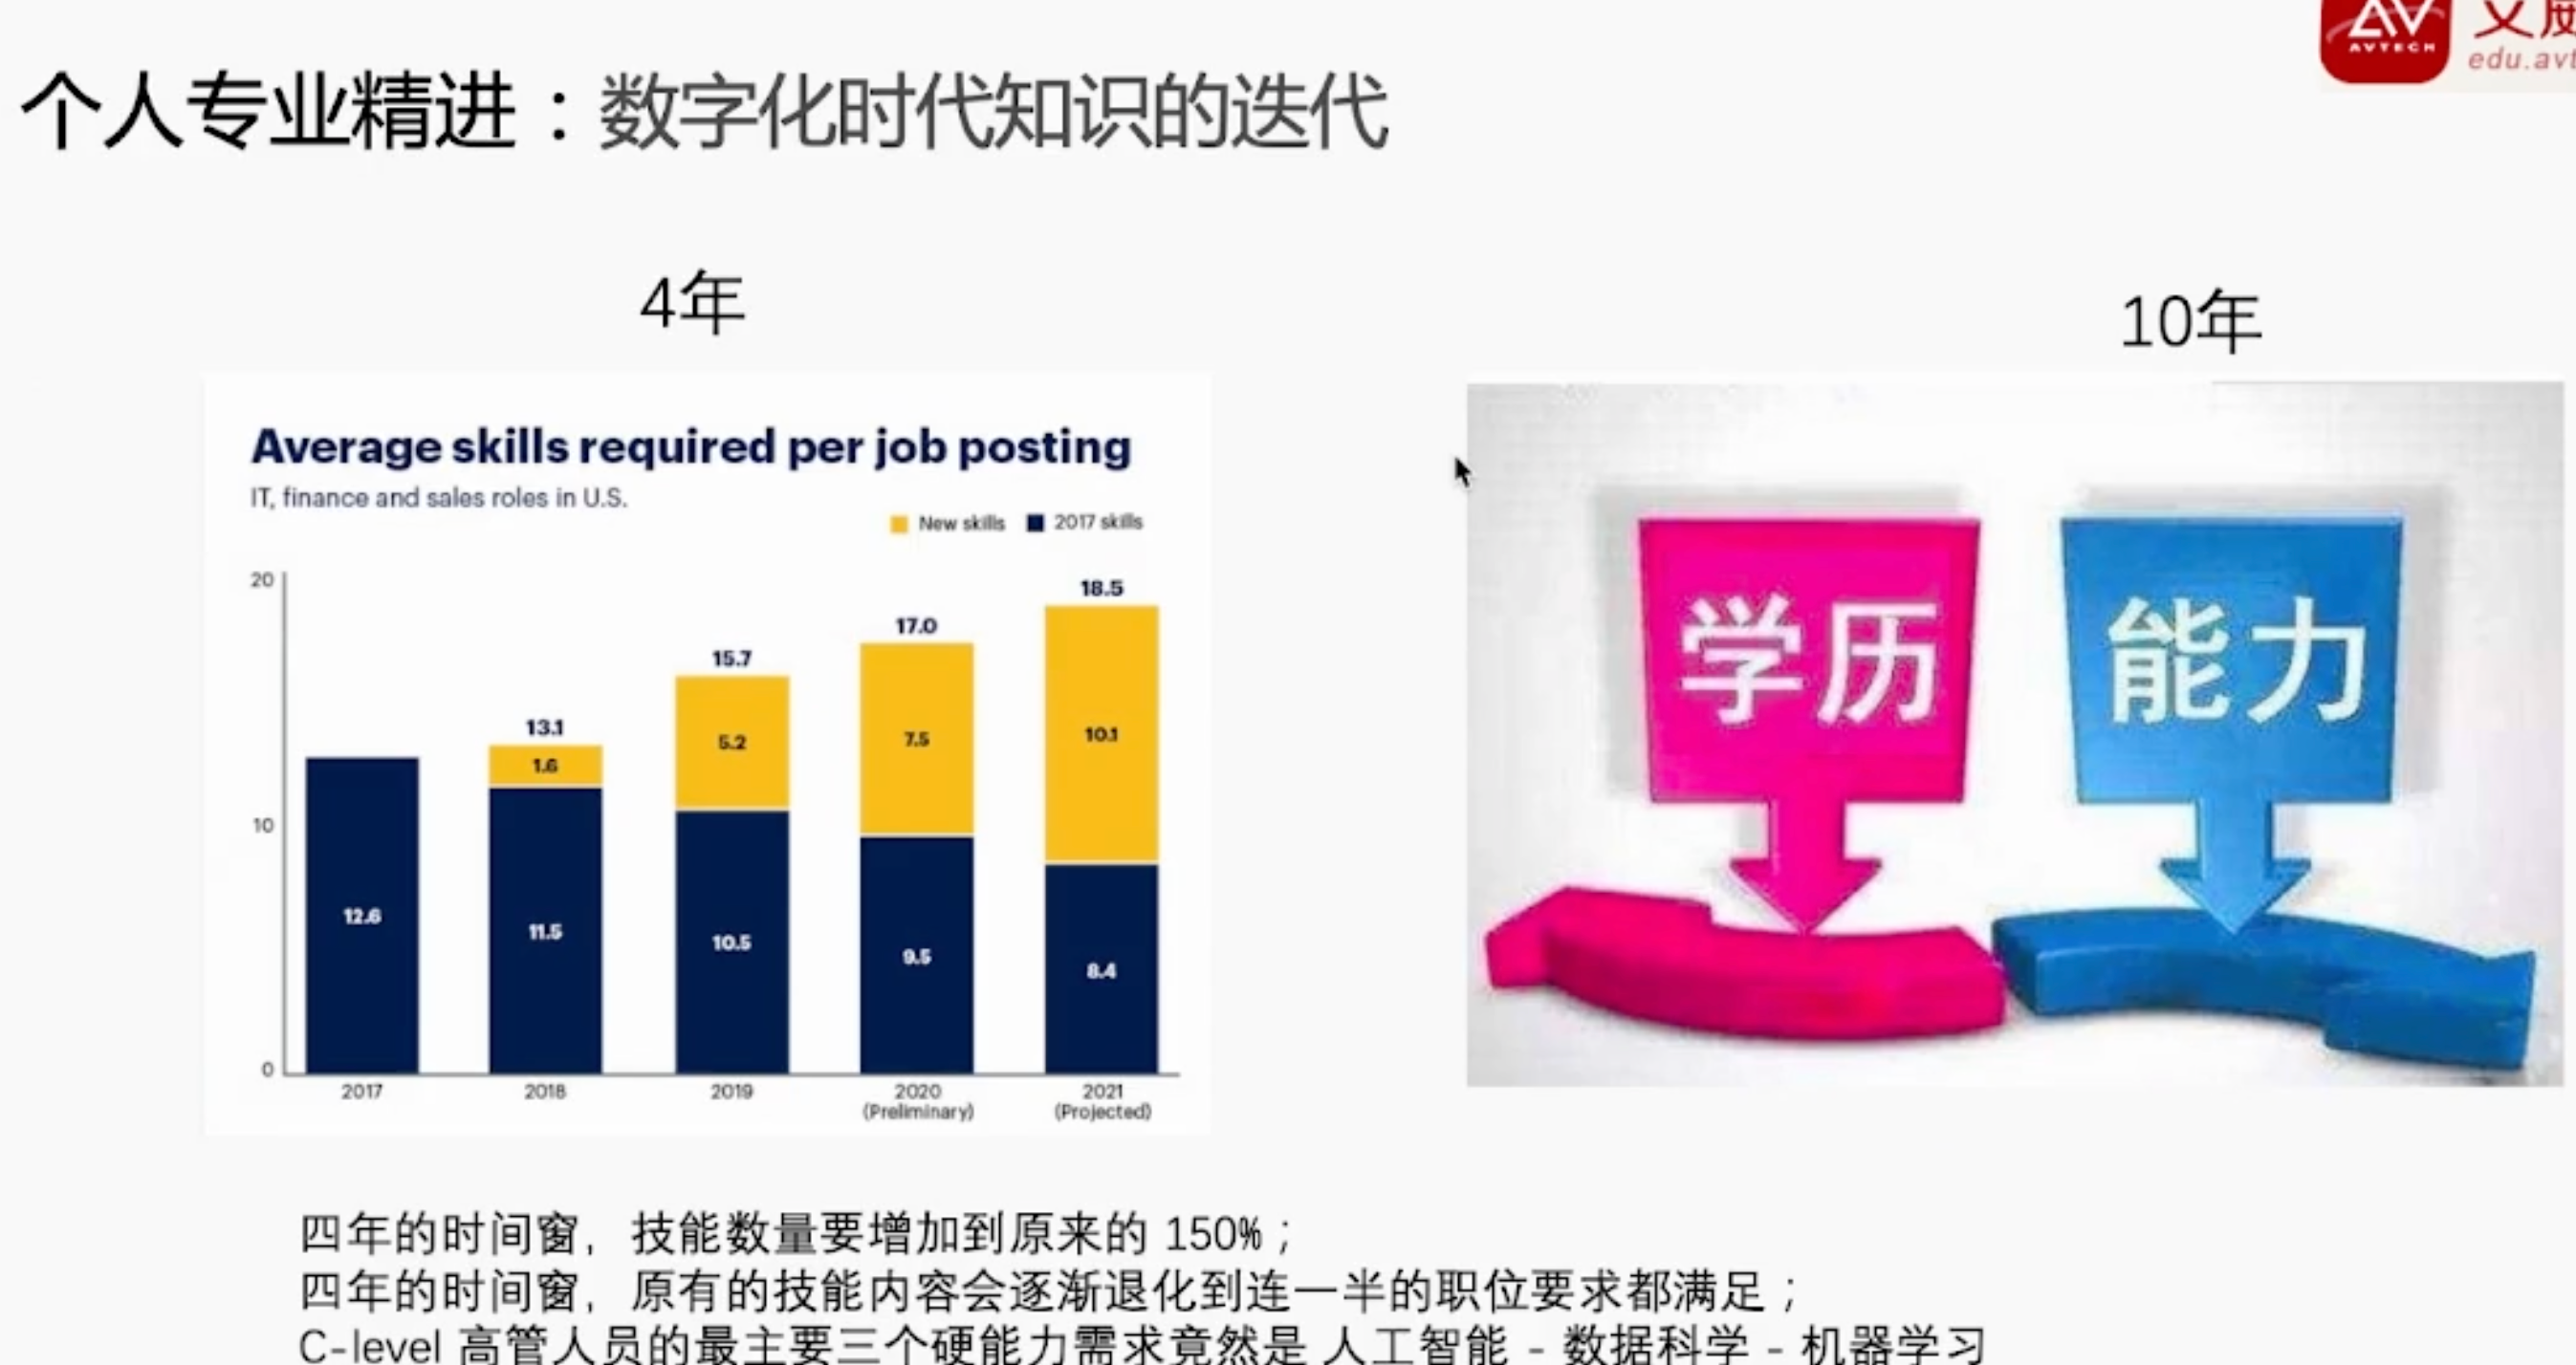 AV
AVTECH
edu.avt
个人专业精进：数字化时代知识的迭代
4年
10年
Average skills required per job posting
IT, finance and sales roles in U.S.
New skills
2017 skills
20
10
0
12.6
13.1
1.6
11.5
15.7
5.2
10.5
17.0
7.5
9.5
18.5
10.1
8.4
2017
2018
2019
2020
(Preliminary)
2021
(Projected)
学历
能力
四年的时间窗，技能数量要增加到原来的 150%；
四年的时间窗，原有的技能内容会逐渐退化到连一半的职位要求都满足；
C-level 高管人员的最主要三个硬能力需求竟然是 人工智能 - 数据科学 - 机器学习